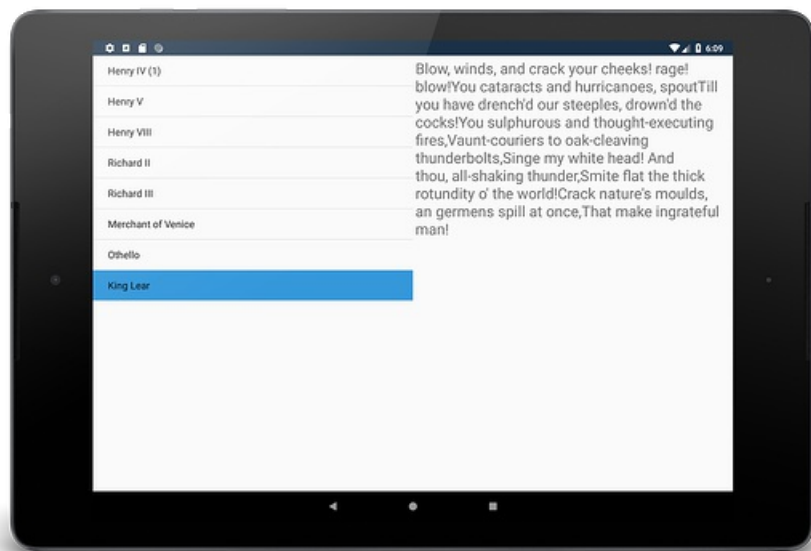 6:09
Henry IV (1)
Henry V
Henry VIII
Richard II
Richard III
Merchant of Venice
Othello
King Lear
Blow, winds, and crack your cheeks! rage!
blow!You cataracts and hurricanoes, spoutTill
you have drench'd our steeples, drown'd the
cocks!You sulphurous and thought-executing
fires,Vaunt-couriers to oak-cleaving
thunderbolts,Singe my white head! And
thou, all-shaking thunder,Smite flat the thick
rotundity o' the world!Crack nature's moulds,
an germens spill at once,That make ingrateful
man!